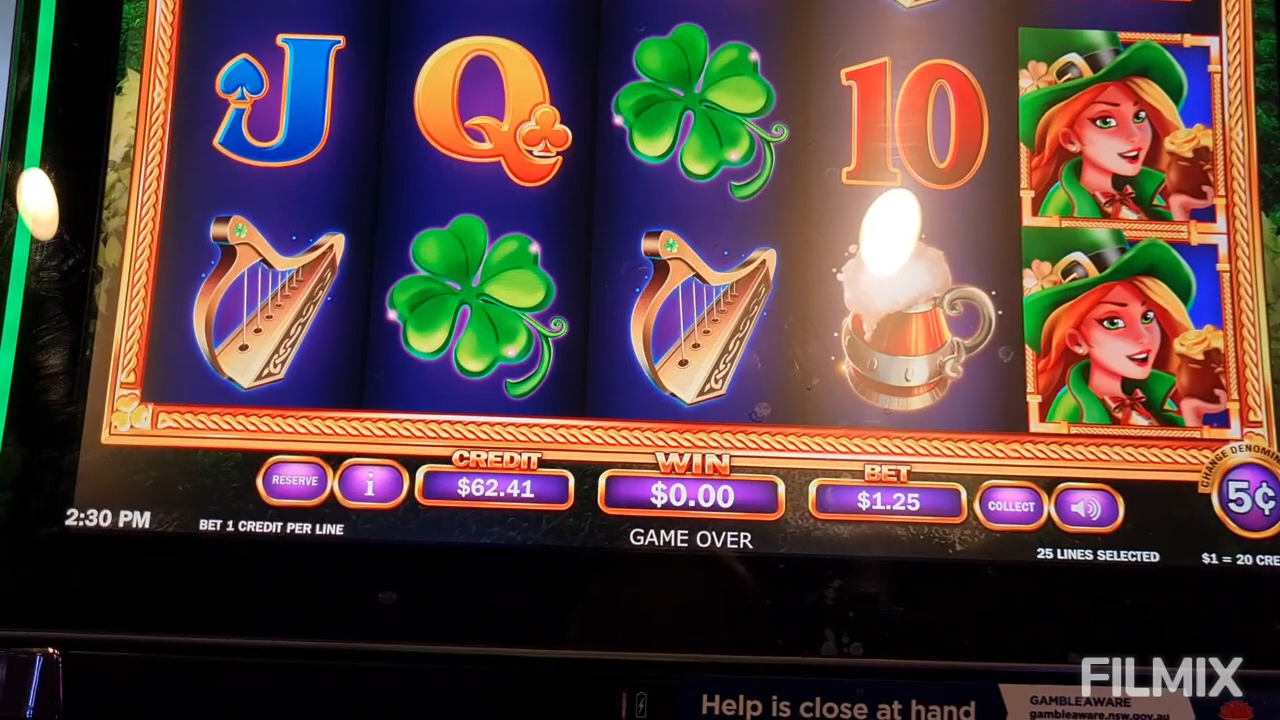 J Q 10
CREDIT WIN BET
RESERVE i $62.41 $0.00 $1.25 COLLECT
CHANGE DENOMIN
5¢
2:30 PM BET 1 CREDIT PER LINE GAME OVER 25 LINES SELECTED $1 = 20 CRE
FILMIX
Help is close at hand
GAMBLEAWARE
gambleaware.nsw.gov.au